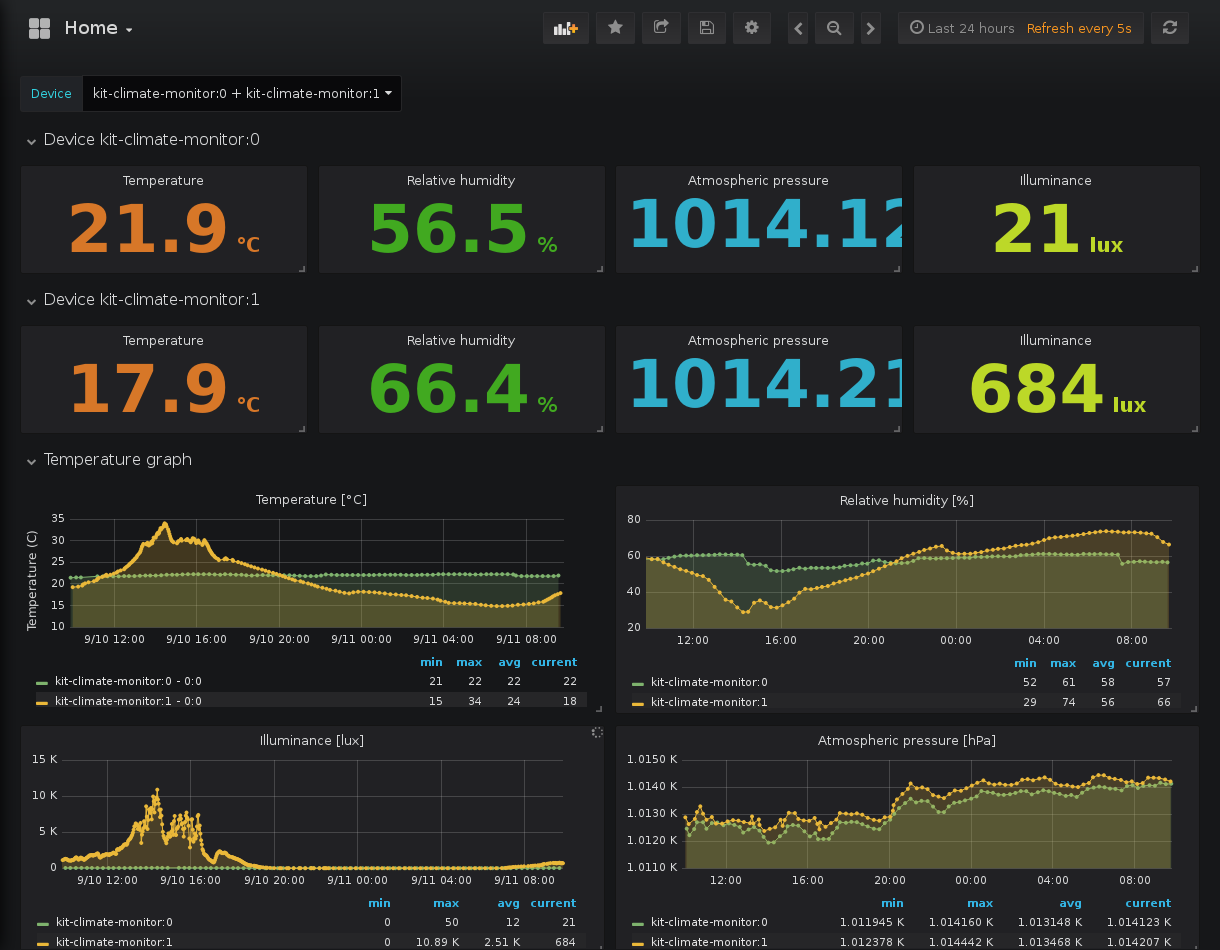 Home
Last 24 hours Refresh every 5s
Device kit-climate-monitor:0 + kit-climate-monitor:1
Device kit-climate-monitor:0
Temperature Relative humidity Atmospheric pressure Illuminance
21.9 °C 56.5 % 1014.12 21 lux
Device kit-climate-monitor:1
Temperature Relative humidity Atmospheric pressure Illuminance
17.9 °C 66.4 % 1014.21 684 lux
Temperature graph
Temperature [°C]
Temperature (C)
35
30
25
20
15
10
9/10 12:00 9/10 16:00 9/10 20:00 9/11 00:00 9/11 04:00 9/11 08:00
min max avg current
kit-climate-monitor:0 - 0:0 21 22 22 22
kit-climate-monitor:1 - 0:0 15 34 24 18
Relative humidity [%]
80
60
40
20
12:00 16:00 20:00 00:00 04:00 08:00
min max avg current
kit-climate-monitor:0 52 61 58 57
kit-climate-monitor:1 29 74 56 66
Illuminance [lux]
15 K
10 K
5 K
0
9/10 12:00 9/10 16:00 9/10 20:00 9/11 00:00 9/11 04:00 9/11 08:00
min max avg current
kit-climate-monitor:0 0 50 12 21
kit-climate-monitor:1 0 10.89 K 2.51 K 684
Atmospheric pressure [hPa]
1.0150 K
1.0140 K
1.0130 K
1.0120 K
1.0110 K
12:00 16:00 20:00 00:00 04:00 08:00
min max avg current
kit-climate-monitor:0 1.011945 K 1.014160 K 1.013148 K 1.014123 K
kit-climate-monitor:1 1.012378 K 1.014442 K 1.013468 K 1.014207 K